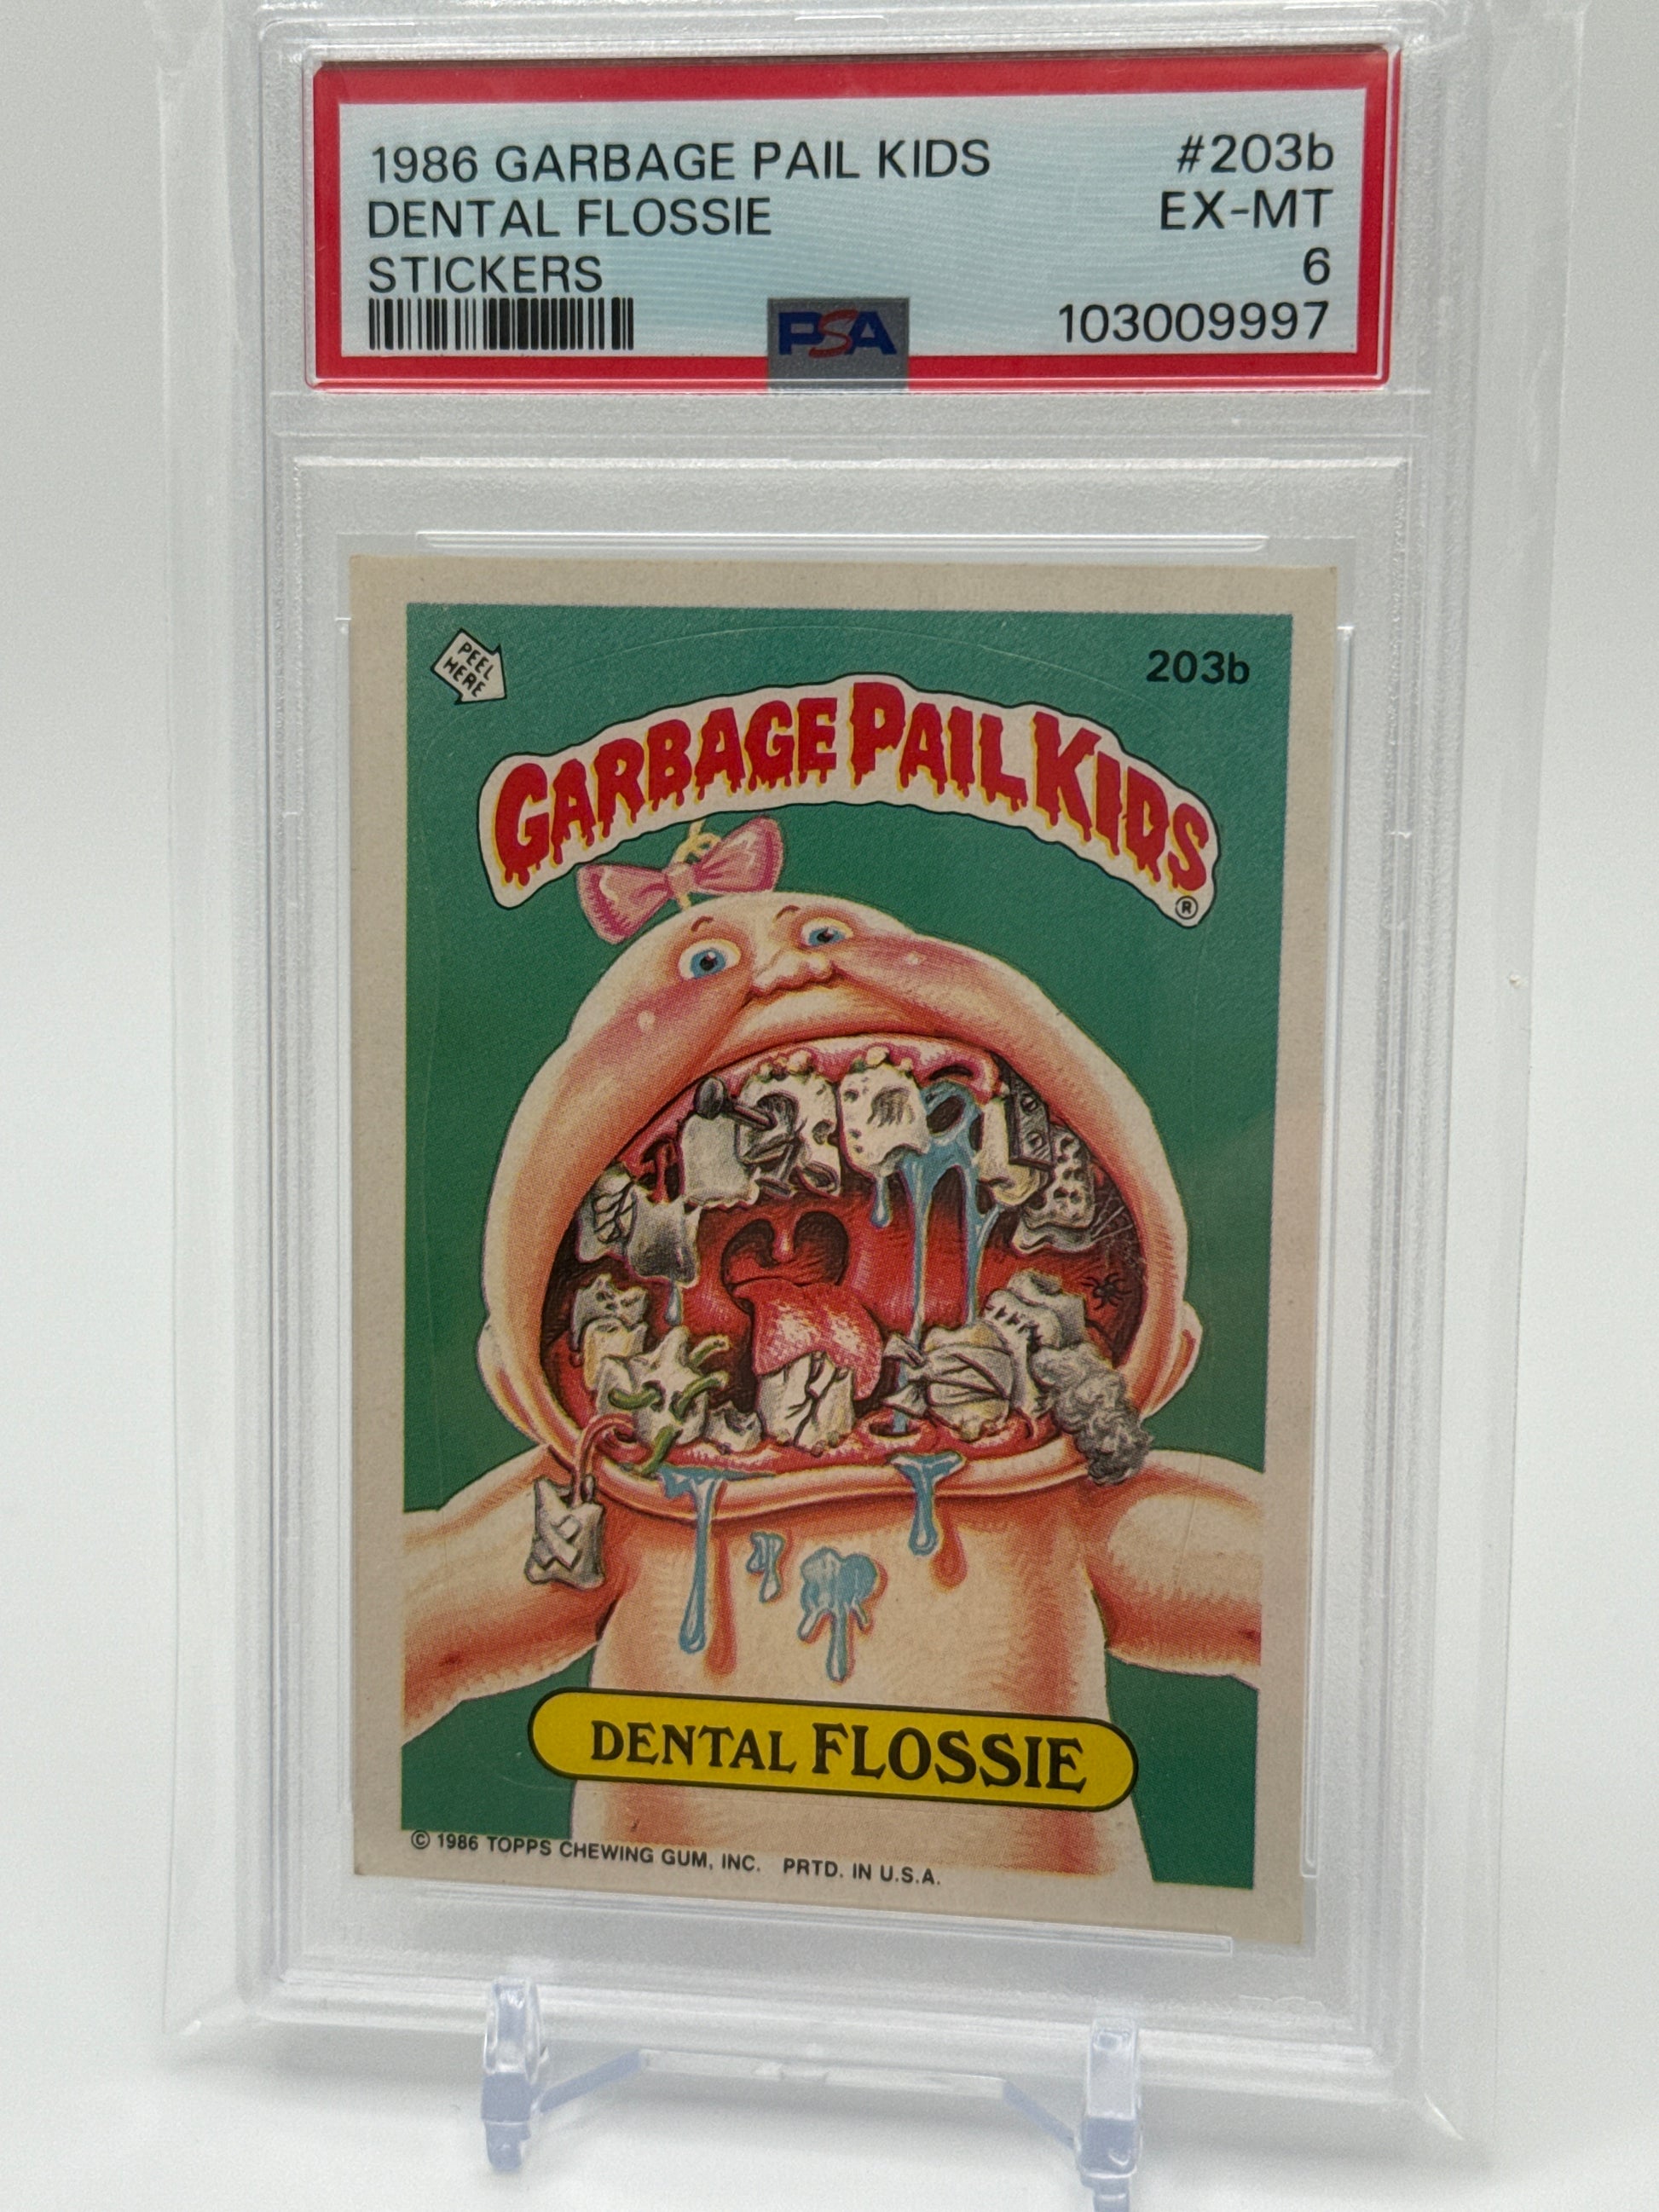 1986 GARBAGE PAIL KIDS #203b
DENTAL FLOSSIE EX-MT
STICKERS 6
PSA 103009997
PEEL
HERE
203b
GARBAGE PAIL KIDS
®
DENTAL FLOSSIE
© 1986 TOPPS CHEWING GUM, INC. PRTD. IN U.S.A.